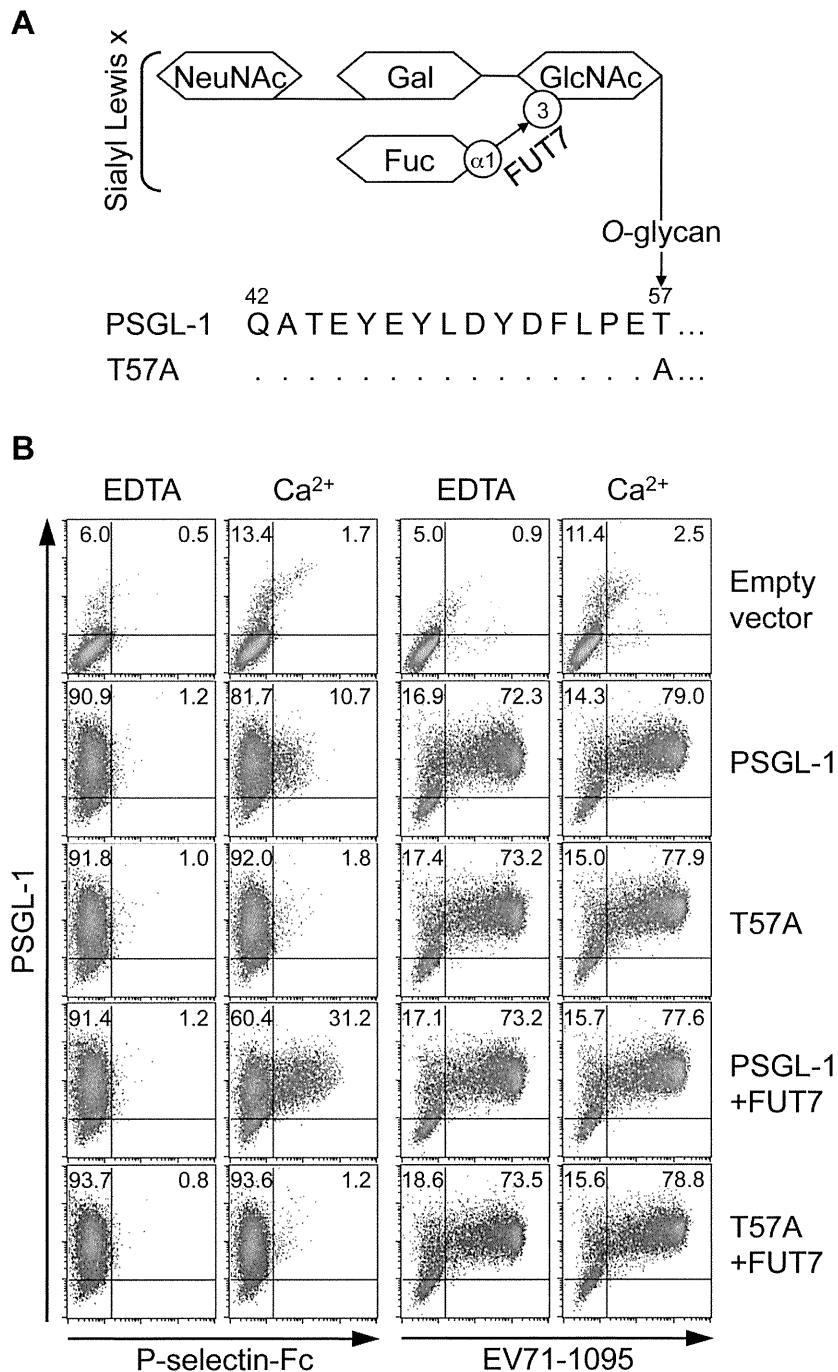 A
Sialyl Lewis x
NeuNAc Gal GlcNAc
3
Fuc α1 FUT7
O-glycan
42 57
PSGL-1 Q A T E Y E Y L D Y D F L P E T ...
T57A . . . . . . . . . . . . . . . A ...
B
EDTA Ca²⁺ EDTA Ca²⁺
6.0 0.5 13.4 1.7 5.0 0.9 11.4 2.5
Empty
vector
90.9 1.2 81.7 10.7 16.9 72.3 14.3 79.0
PSGL-1
91.8 1.0 92.0 1.8 17.4 73.2 15.0 77.9
T57A
91.4 1.2 60.4 31.2 17.1 73.2 15.7 77.6
PSGL-1
+FUT7
93.7 0.8 93.6 1.2 18.6 73.5 15.6 78.8
T57A
+FUT7
PSGL-1
P-selectin-Fc EV71-1095